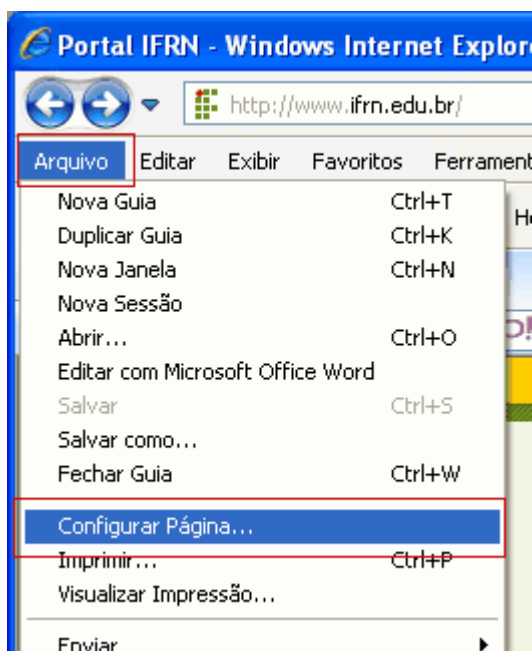 Portal IFRN - Windows Internet Explor
http://www.ifrn.edu.br/
Arquivo Editar Exibir Favoritos Ferrament
Nova Guia Ctrl+T
Duplicar Guia Ctrl+K
Nova Janela Ctrl+N
Nova Sessão
Abrir... Ctrl+O
Editar com Microsoft Office Word
Salvar Ctrl+S
Salvar como...
Fechar Guia Ctrl+W
Configurar Página...
Imprimir... Ctrl+P
Visualizar Impressão...
Enviar